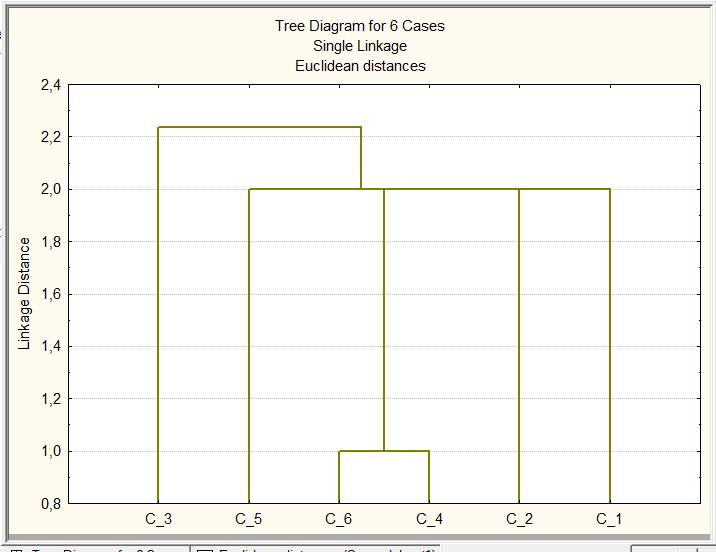 Tree Diagram for 6 Cases
Single Linkage
Euclidean distances
2,4
2,2
2,0
1,8
1,6
1,4
1,2
1,0
0,8
Linkage Distance
C_3 C_5 C_6 C_4 C_2 C_1